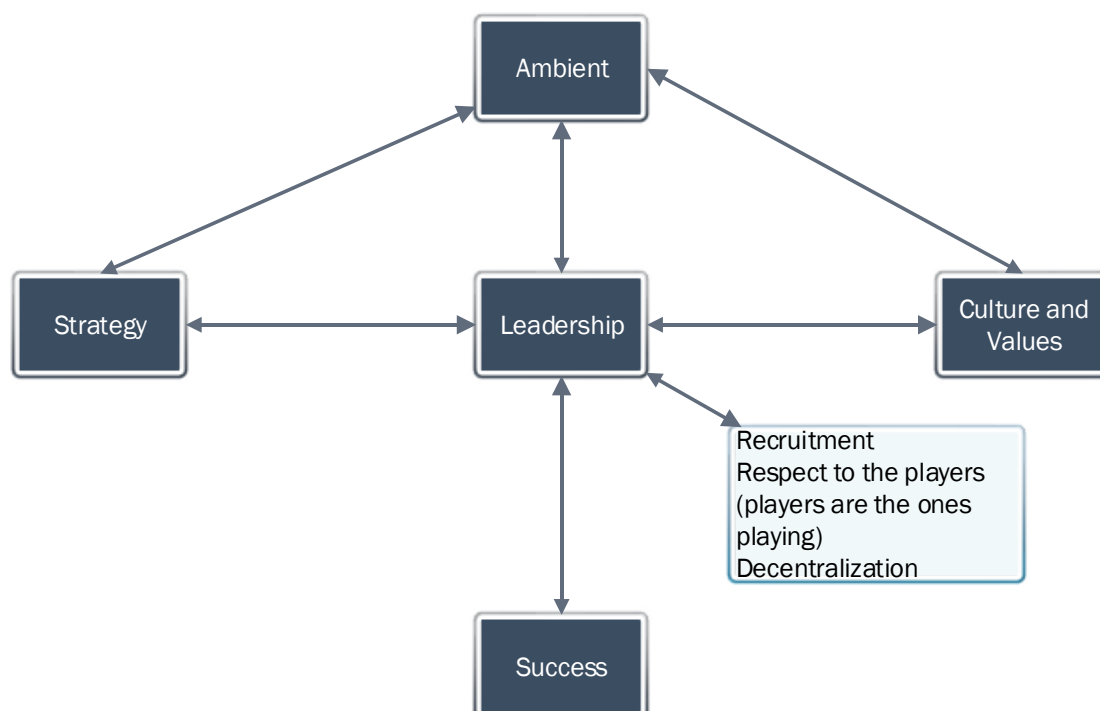 Ambient
Strategy
Leadership
Culture and
Values
Recruitment
Respect to the players
(players are the ones
playing)
Decentralization
Success